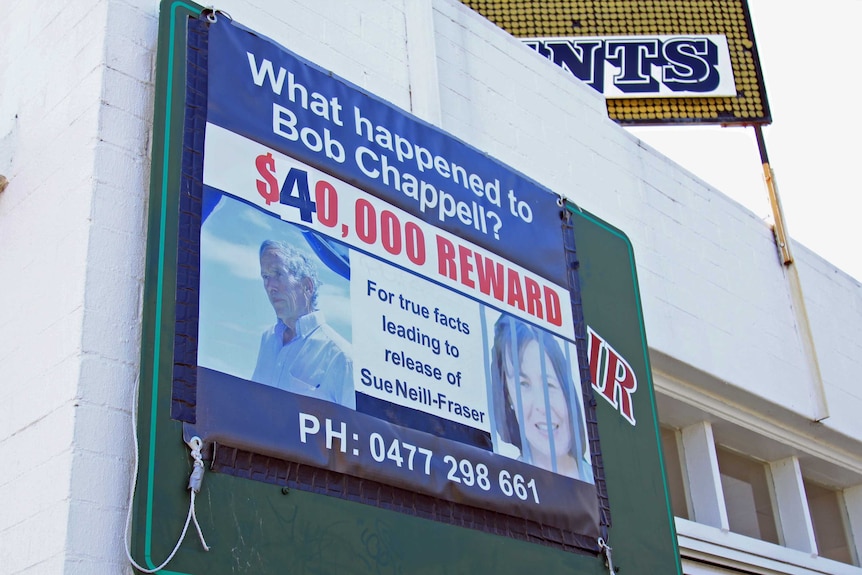 NTS
What happened to
Bob Chappell?
$40,000 REWARD
For true facts
leading to
release of
Sue Neill-Fraser
PH: 0477 298 661